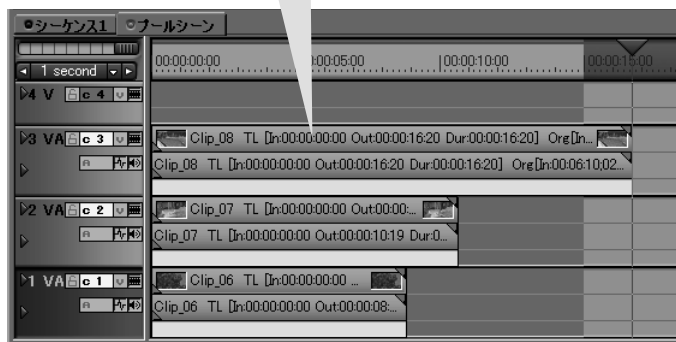 シーケンス1 プールシーン
1 second 00:00:00:00 0:00:05:00 00:00:10:00 00:00:15:00
4 V c 4
3 VA c 3 Clip_08 TL [In:00:00:00:00 Out:00:00:16:20 Dur:00:00:16:20] Org[In...
Clip_08 TL [In:00:00:00:00 Out:00:00:16:20 Dur:00:00:16:20] Org[In:00:06:10;02...
2 VA c 2 Clip_07 TL [In:00:00:00:00 Out:00:00:...
Clip_07 TL [In:00:00:00:00 Out:00:00:10:19 Dur:0...
1 VA c 1 Clip_06 TL [In:00:00:00:00 ...
Clip_06 TL [In:00:00:00:00 Out:00:00:08:...